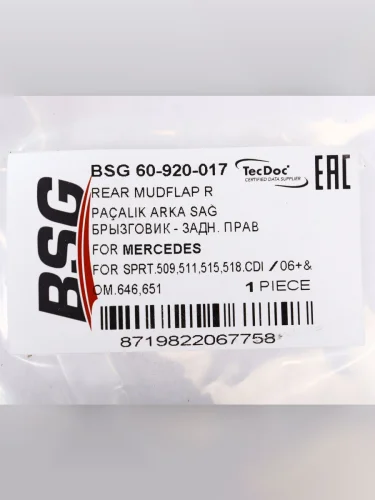 BSG
BSG 60-920-017
TecDoc
CERTIFIED DATA SUPPLIER
EAC
REAR MUDFLAP R
PAÇALIK ARKA SAĞ
БРЫЗГОВИК - ЗАДН. ПРАВ
FOR MERCEDES
FOR SPRT.509,511,515,518.CDI / 06+&
OM.646,651
1 PIECE
8719822067758